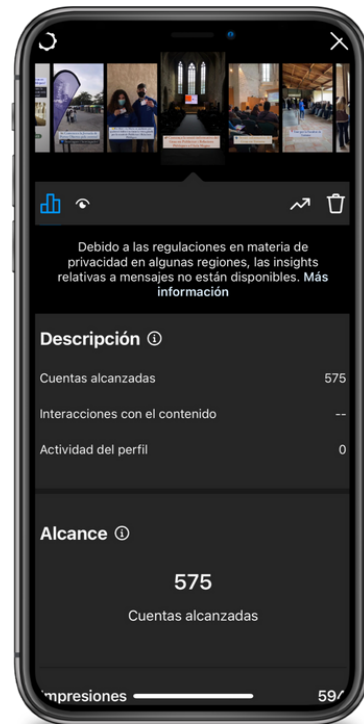 Debido a las regulaciones en materia de
privacidad en algunas regiones, las insights
relativas a mensajes no están disponibles. Más
información
Descripción
Cuentas alcanzadas 575
Interacciones con el contenido --
Actividad del perfil 0
Alcance
575
Cuentas alcanzadas
Impresiones